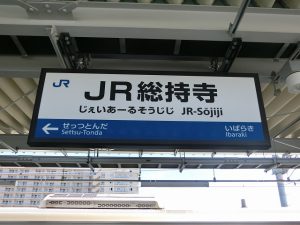 JR JR総持寺
じぇいあーるそうじじ JR-Sōjiji
← せっつとんだ いばらき
Settsu-Tonda Ibaraki